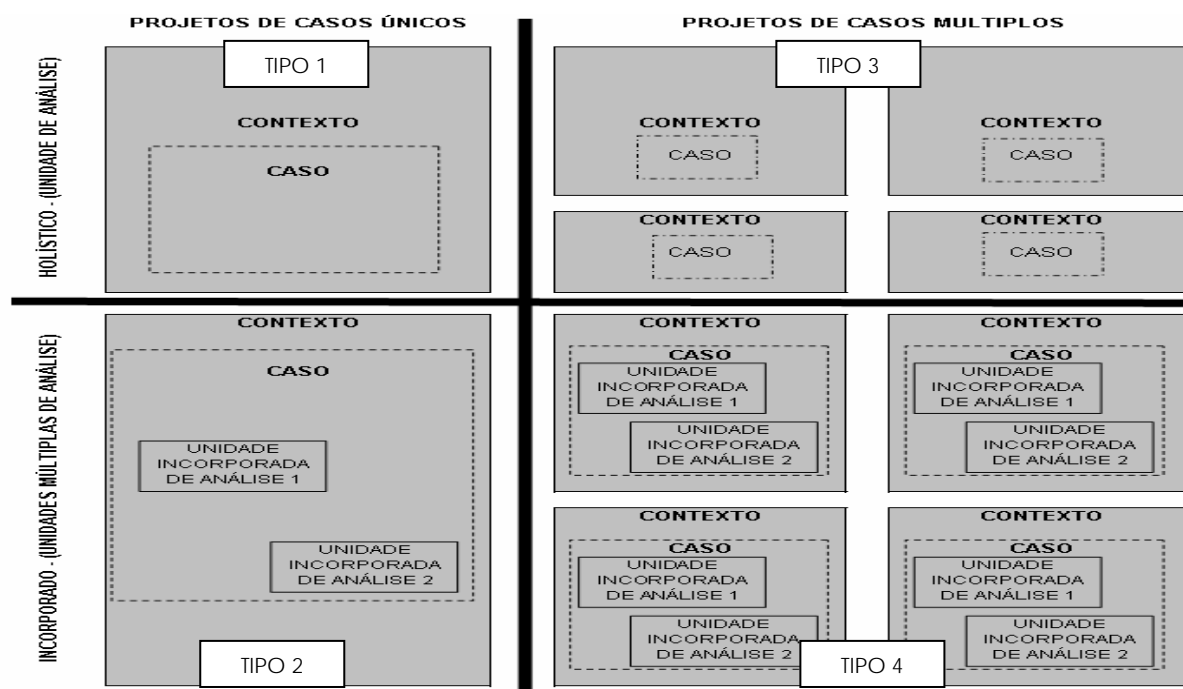 PROJETOS DE CASOS ÚNICOS
PROJETOS DE CASOS MULTIPLOS
HOLÍSTICO - (UNIDADE DE ANÁLISE)
TIPO 1
CONTEXTO
CASO
TIPO 3
CONTEXTO
CASO
CONTEXTO
CASO
CONTEXTO
CASO
CONTEXTO
CASO
INCORPORADO - (UNIDADES MÚLTIPLAS DE ANÁLISE)
CONTEXTO
CASO
UNIDADE
INCORPORADA
DE ANÁLISE 1
UNIDADE
INCORPORADA
DE ANÁLISE 2
TIPO 2
CONTEXTO
CASO
UNIDADE
INCORPORADA
DE ANÁLISE 1
UNIDADE
INCORPORADA
DE ANÁLISE 2
CONTEXTO
CASO
UNIDADE
INCORPORADA
DE ANÁLISE 1
UNIDADE
INCORPORADA
DE ANÁLISE 2
CONTEXTO
CASO
UNIDADE
INCORPORADA
DE ANÁLISE 1
UNIDADE
INCORPORADA
DE ANÁLISE 2
CONTEXTO
CASO
UNIDADE
INCORPORADA
DE ANÁLISE 1
UNIDADE
INCORPORADA
DE ANÁLISE 2
TIPO 4